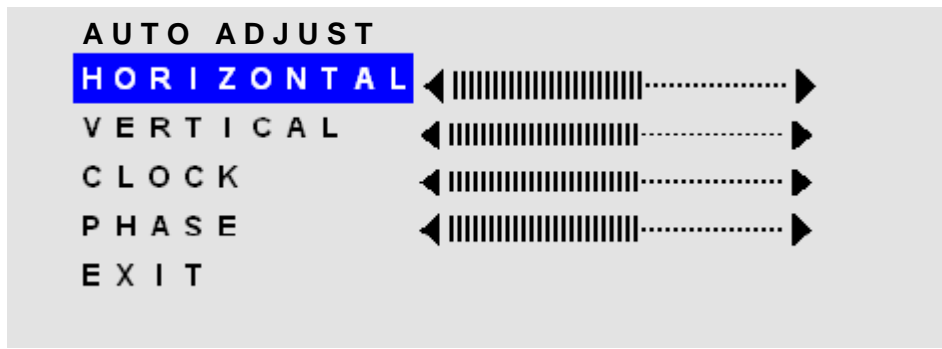 AUTO ADJUST
HORIZONTAL
VERTICAL
CLOCK
PHASE
EXIT